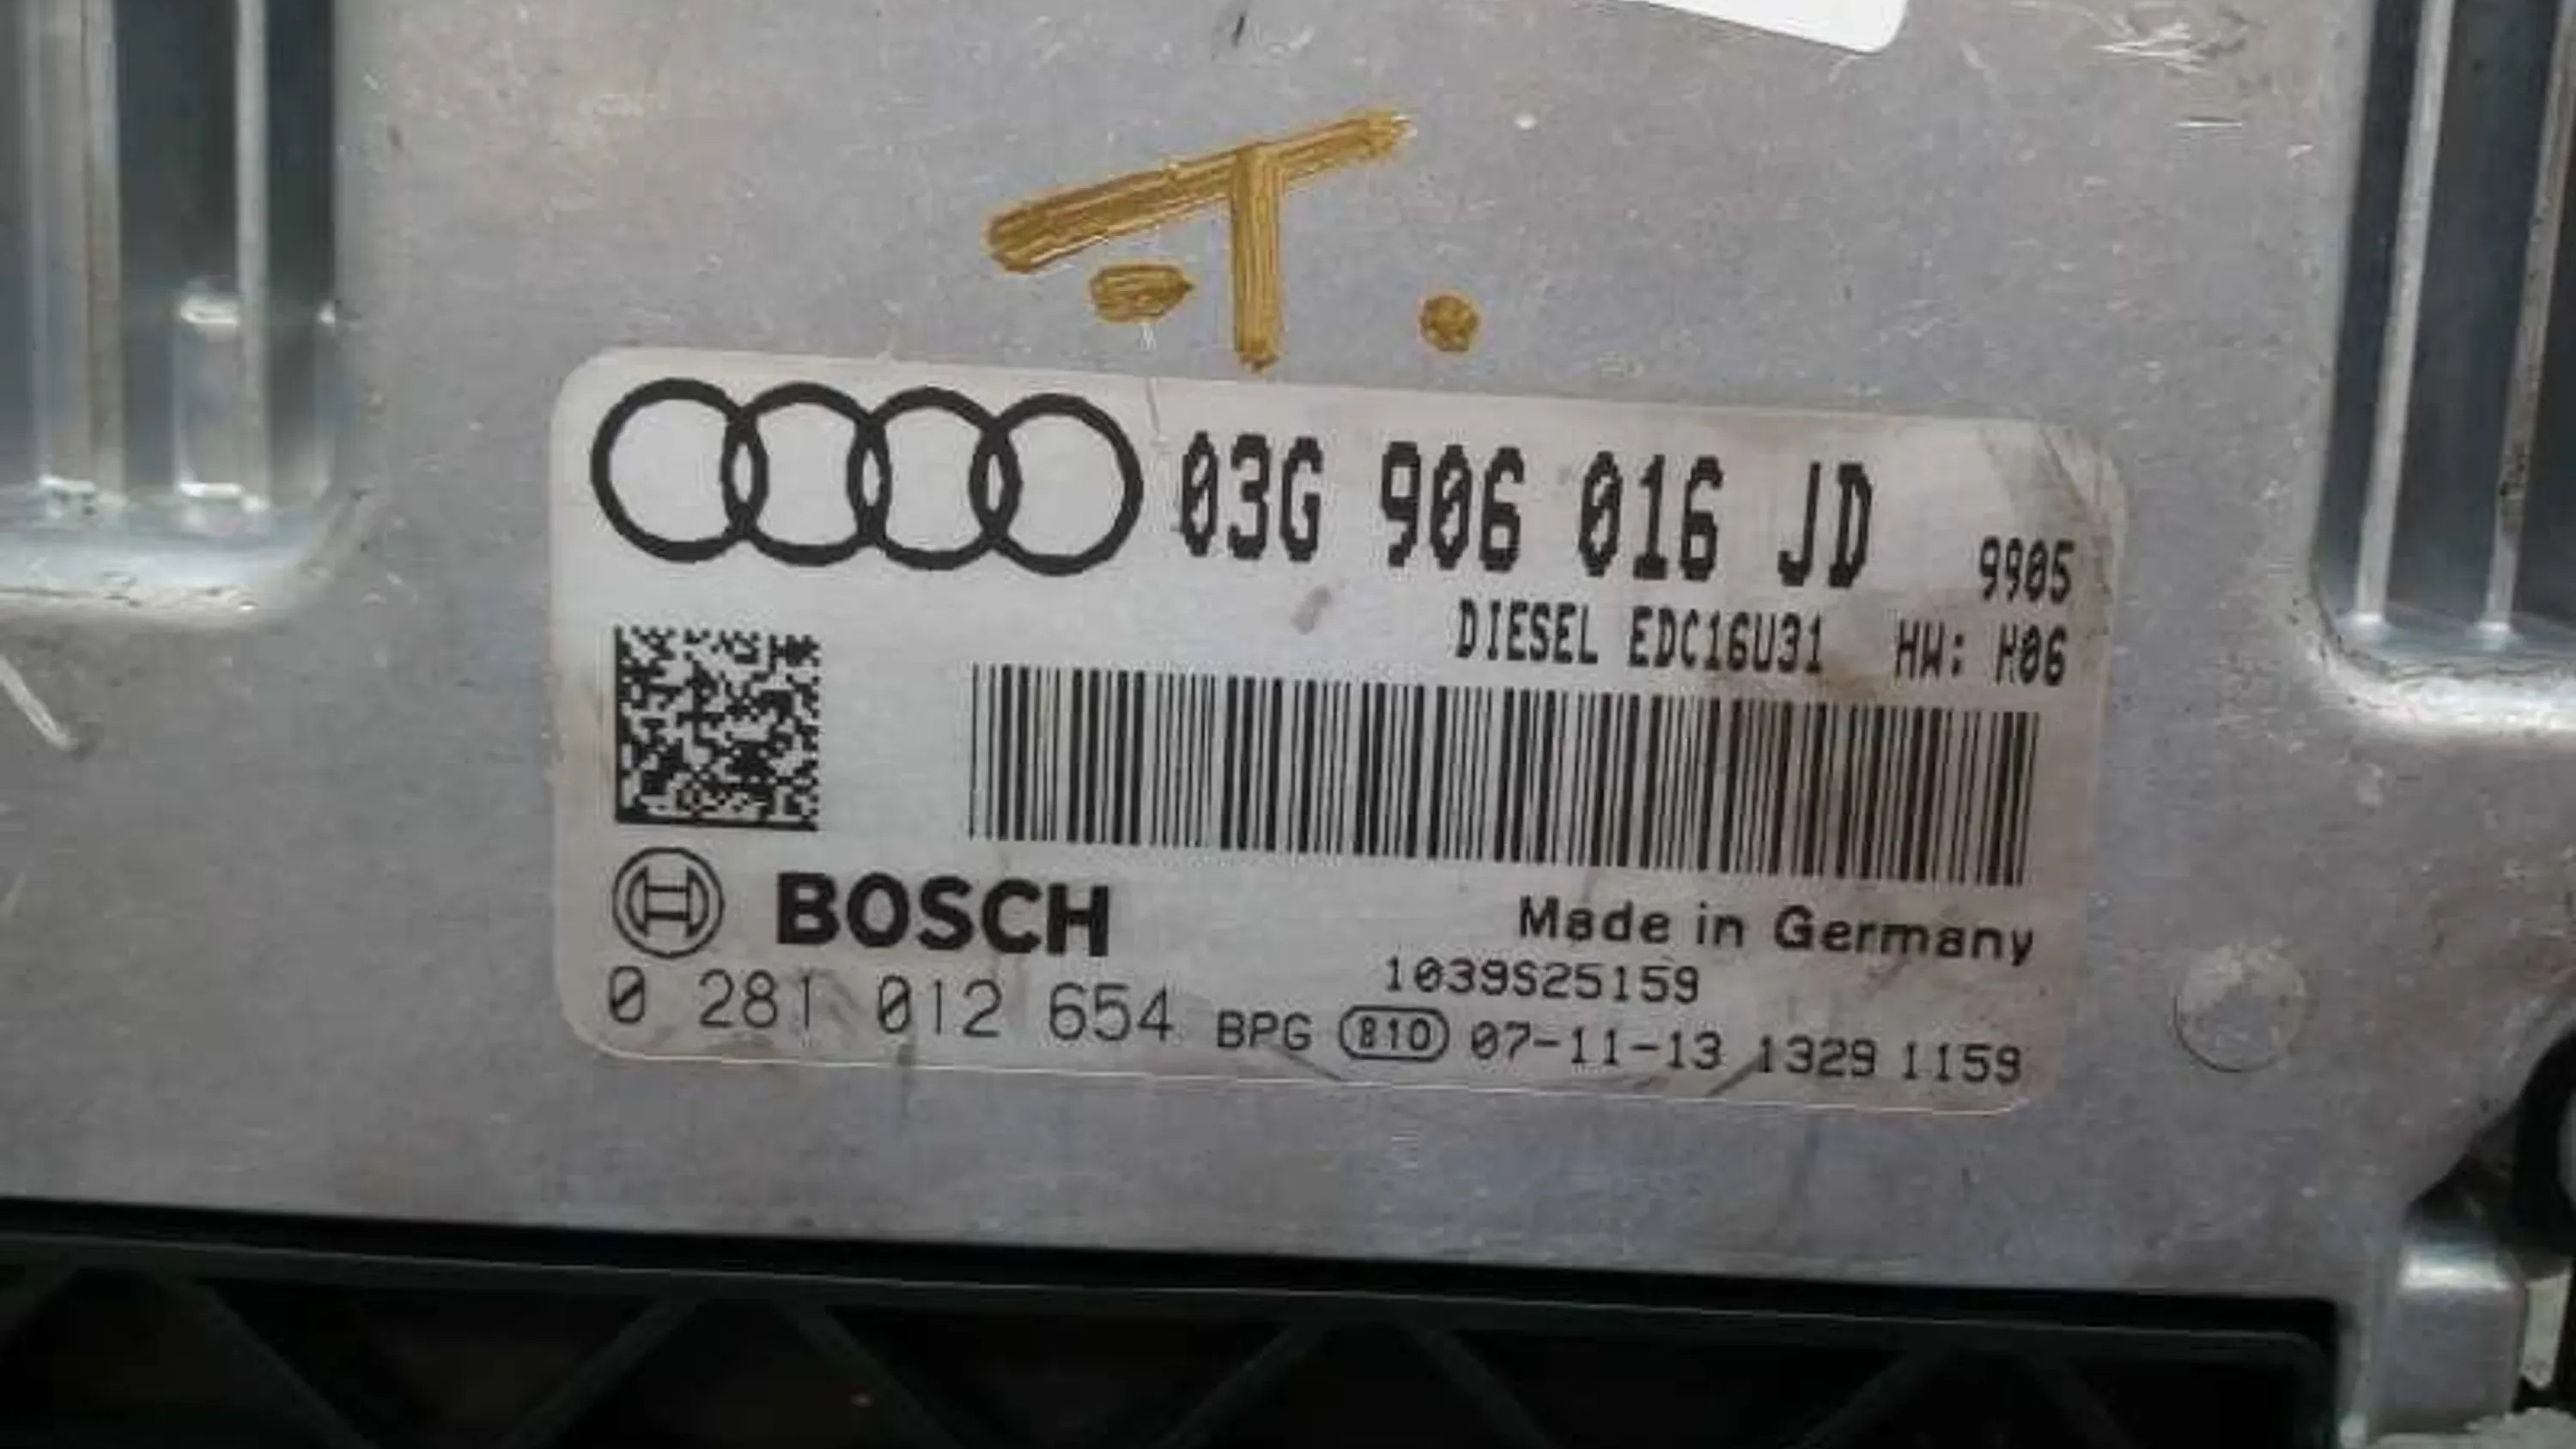 T.
03G 906 016 JD 9905
DIESEL EDC16U31 HW: H06
BOSCH
Made in Germany
1039S25159
0 281 012 654 BPG 810 07-11-13 1329 1159